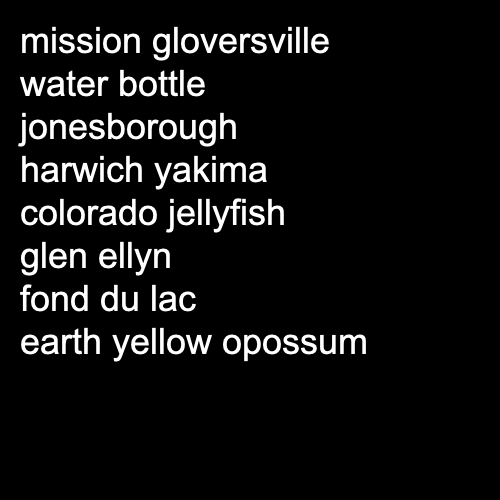 mission gloversville
water bottle
jonesborough
harwich yakima
colorado jellyfish
glen ellyn
fond du lac
earth yellow opossum